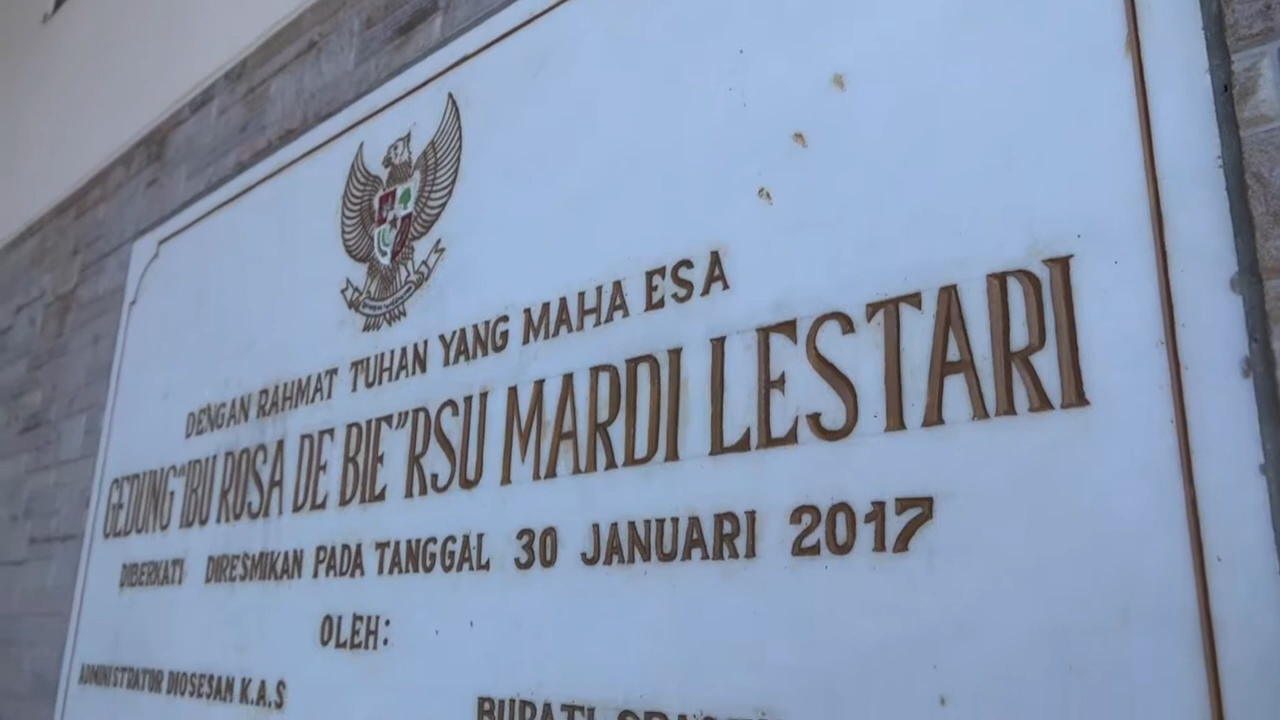 DENGAN RAHMAT TUHAN YANG MAHA ESA
GEDUNG "IBU ROSA DE BIE" RSU MARDI LESTARI
DIBERKATI DIRESMIKAN PADA TANGGAL 30 JANUARI 2017
OLEH:
ADMINISTRATOR DIOSESAN K.A.S
BUPATI